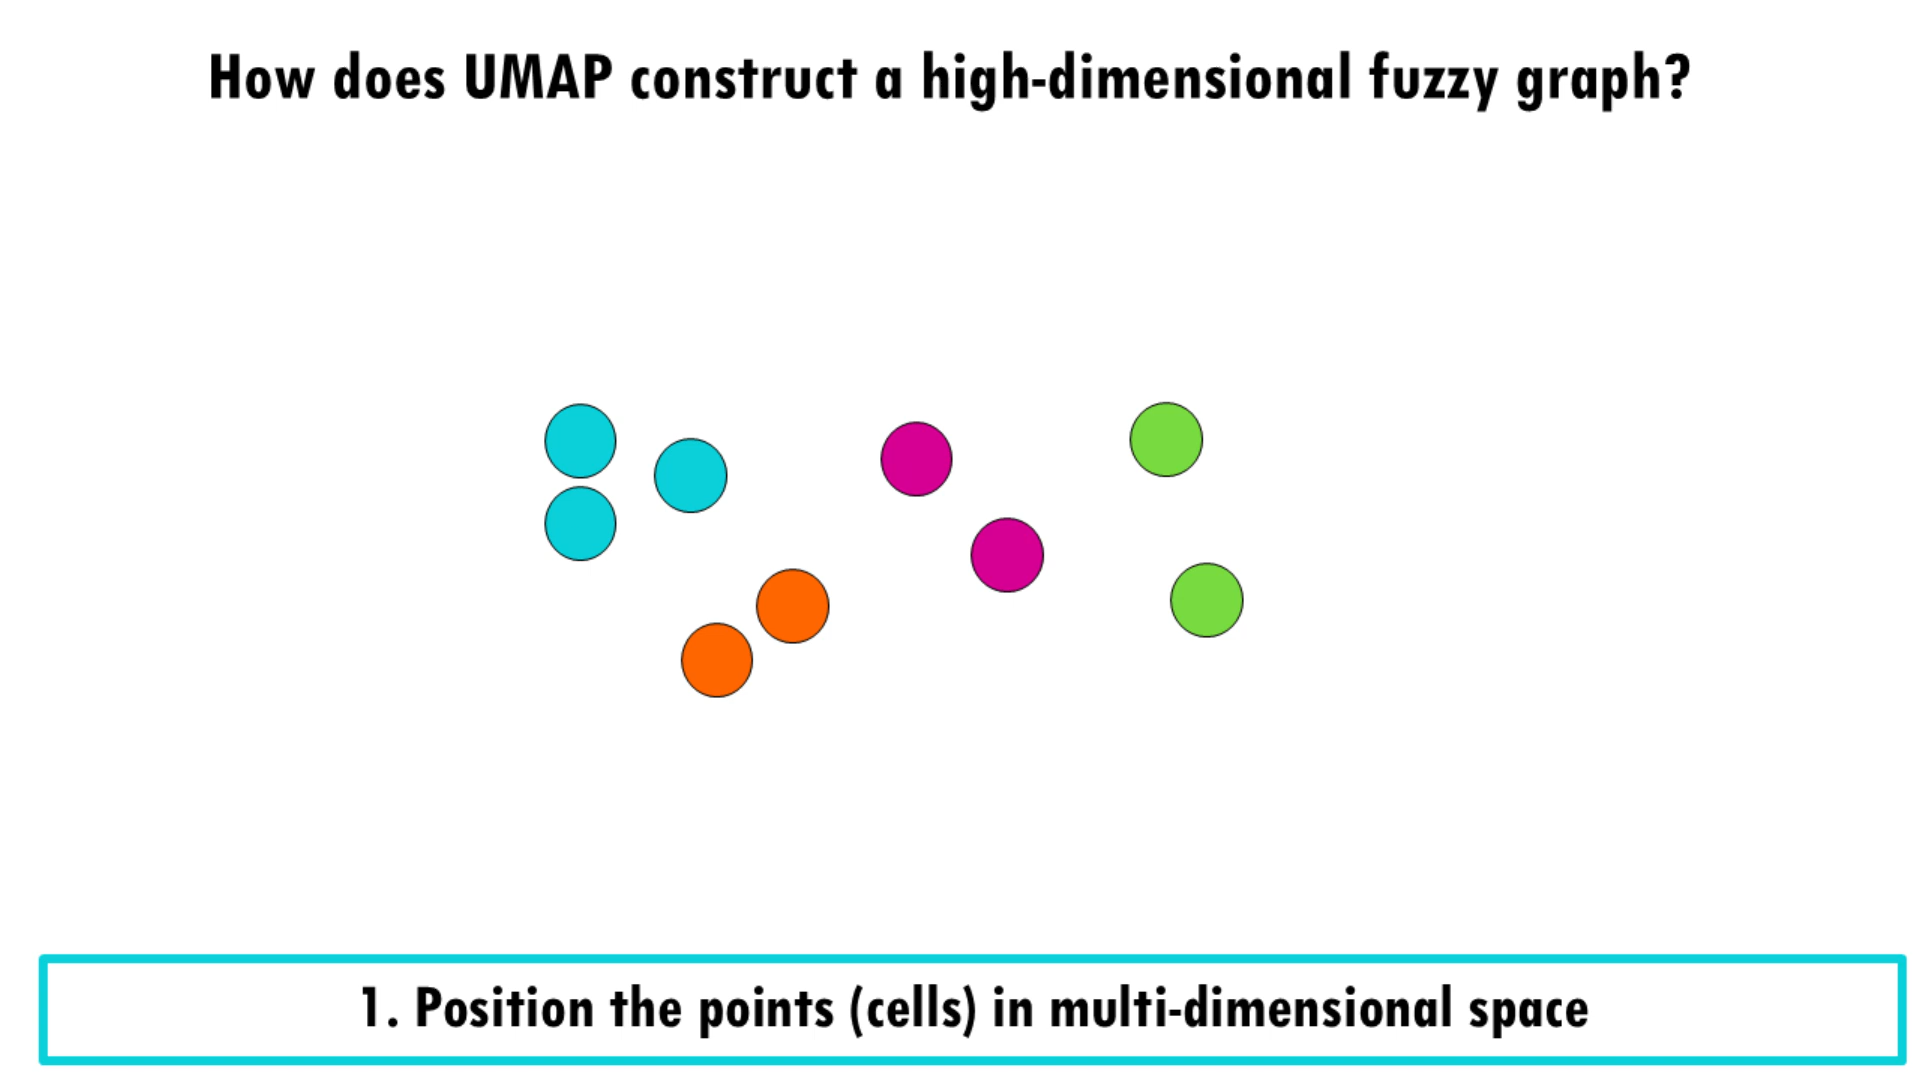 How does UMAP construct a high-dimensional fuzzy graph?
1. Position the points (cells) in multi-dimensional space